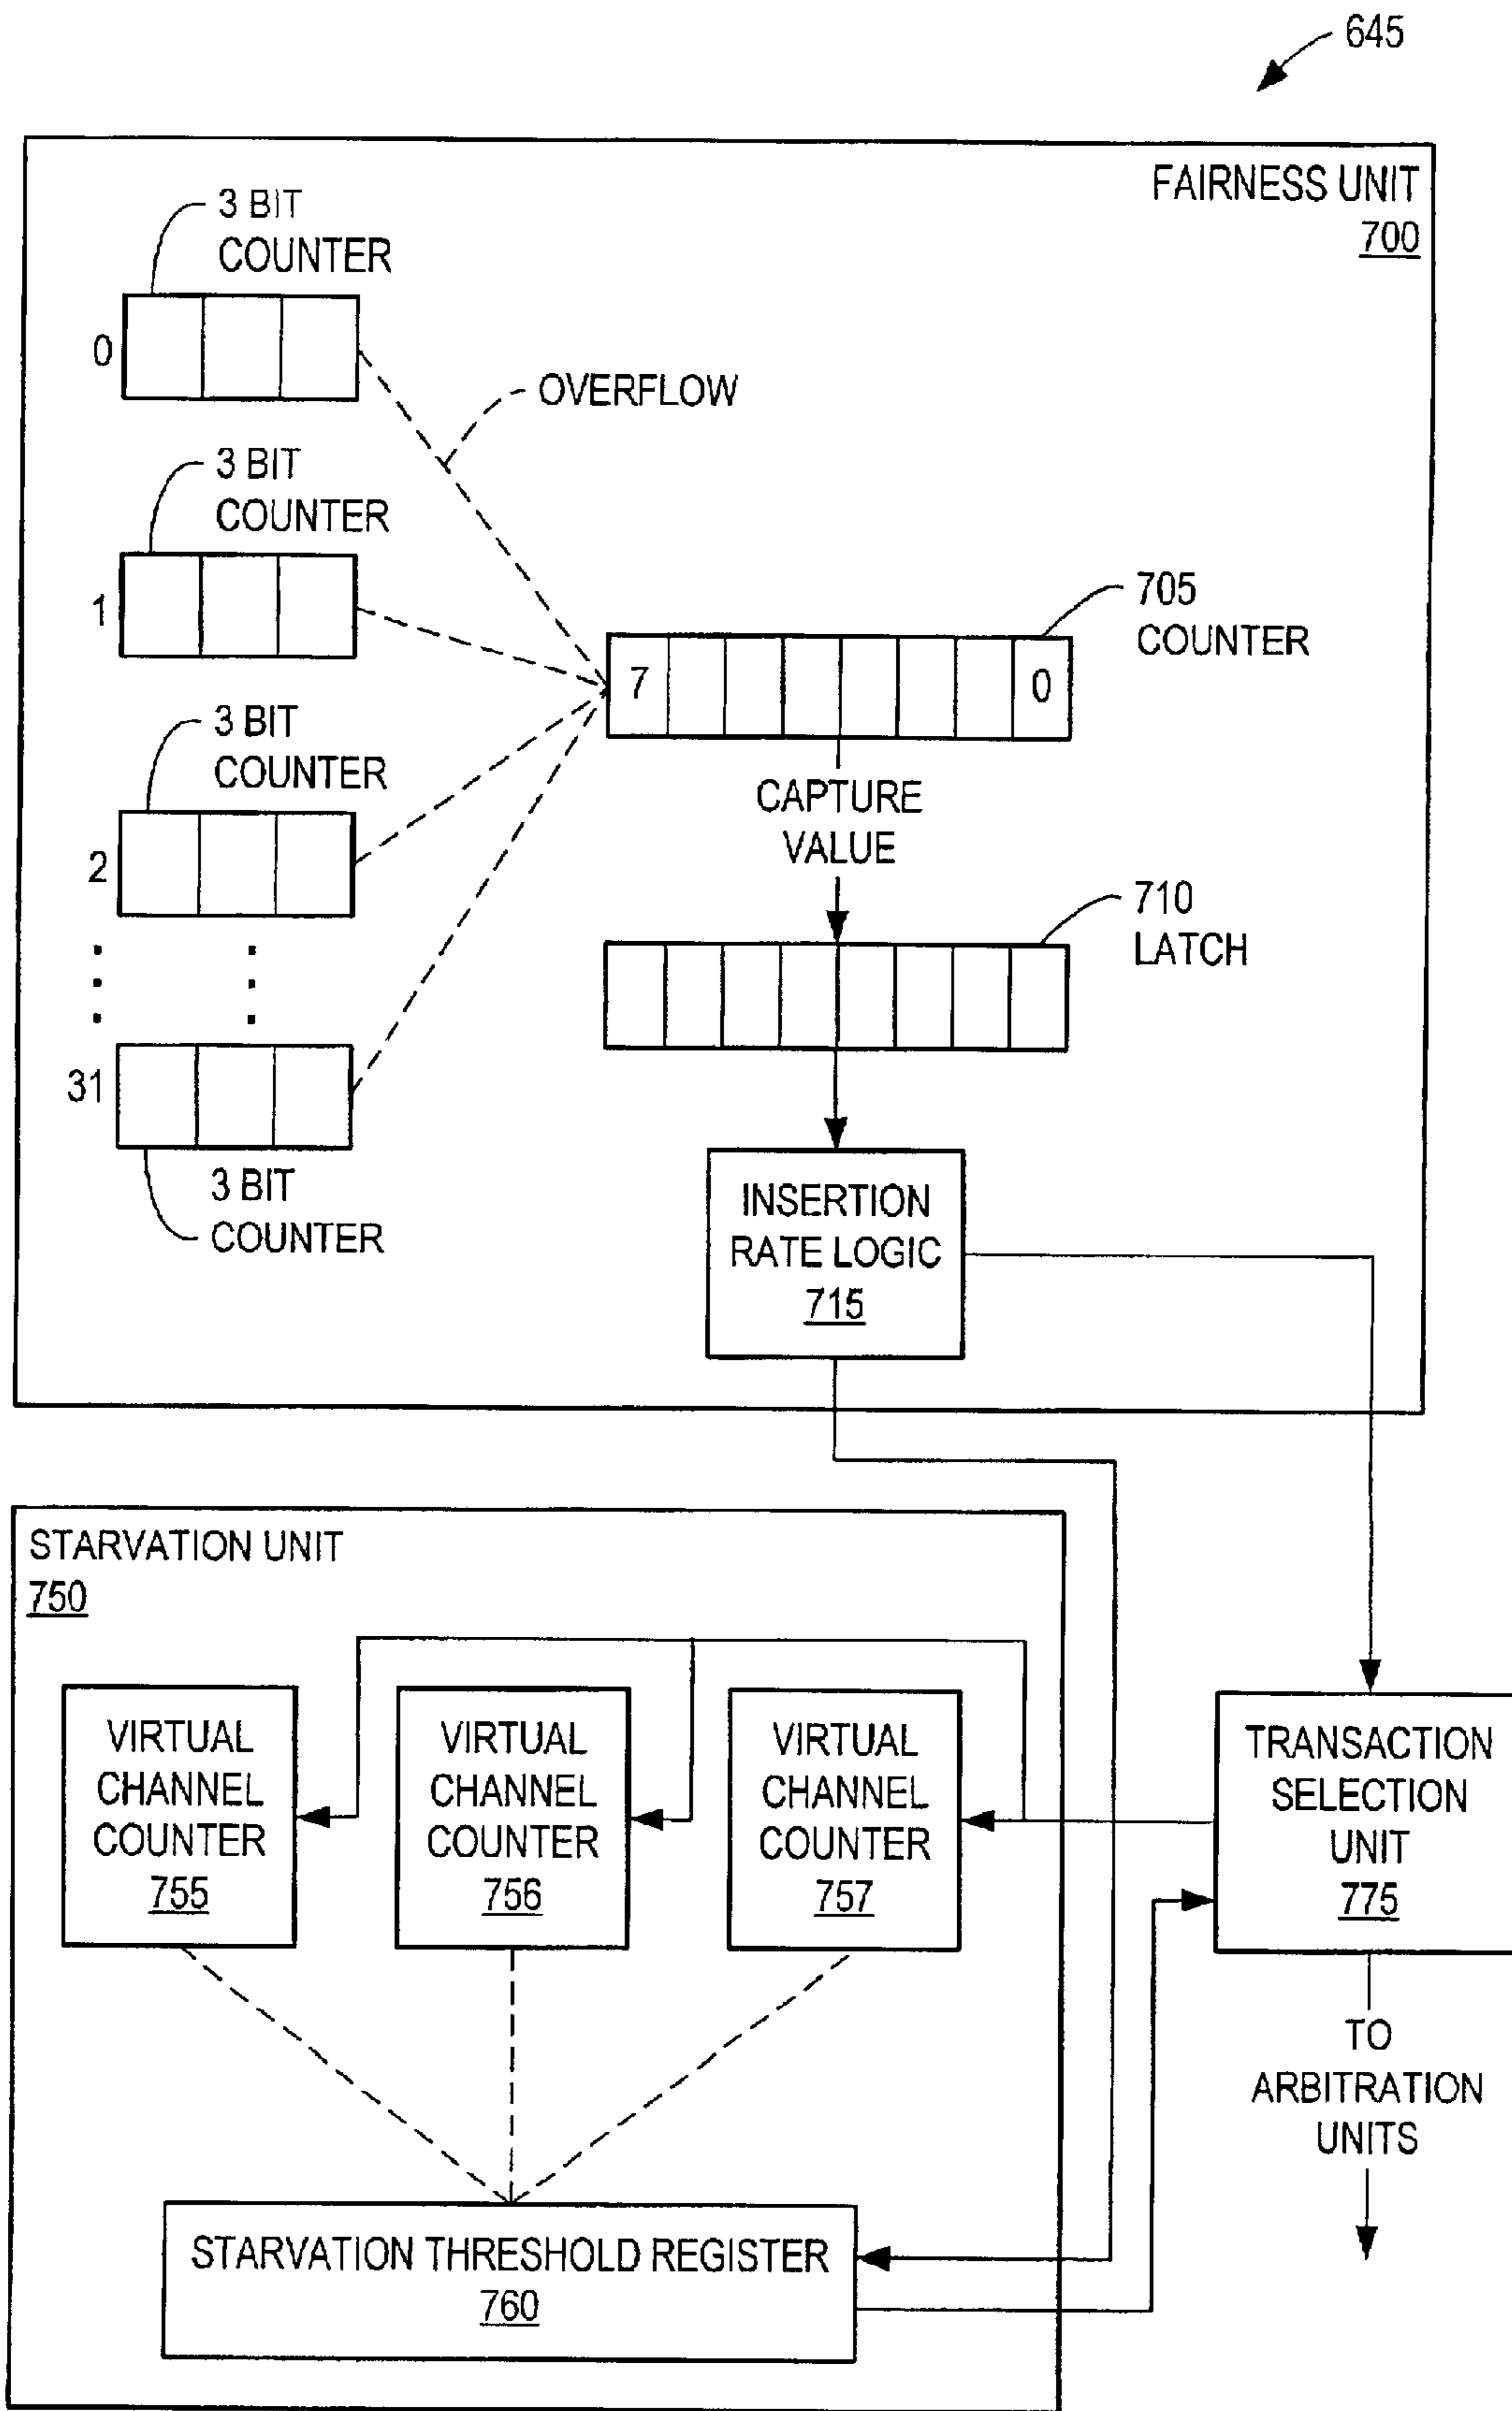 645
FAIRNESS UNIT
700
3 BIT
COUNTER
0
OVERFLOW
3 BIT
COUNTER
1
705
COUNTER
7
0
3 BIT
COUNTER
2
CAPTURE
VALUE
710
LATCH
31
3 BIT
COUNTER
INSERTION
RATE LOGIC
715
STARVATION UNIT
750
VIRTUAL
CHANNEL
COUNTER
755
VIRTUAL
CHANNEL
COUNTER
756
VIRTUAL
CHANNEL
COUNTER
757
TRANSACTION
SELECTION
UNIT
775
TO
ARBITRATION
UNITS
STARVATION THRESHOLD REGISTER
760